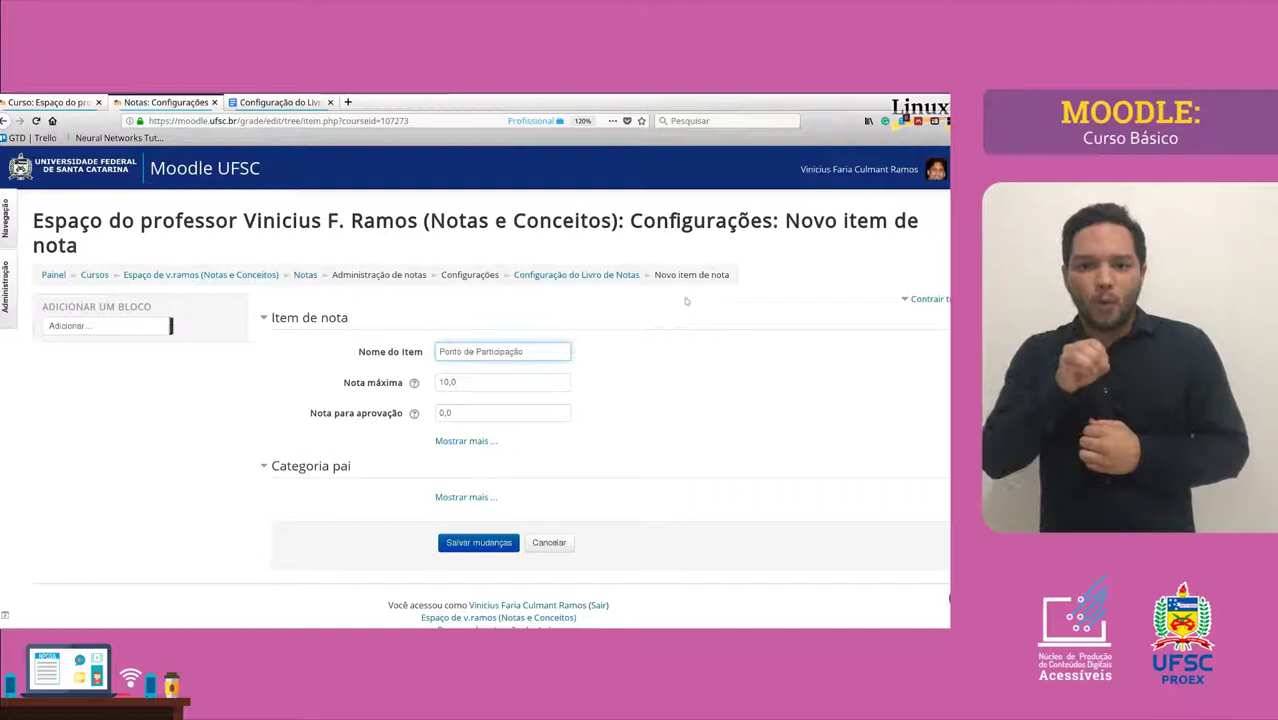 Curso: Espaço do pro
Notas: Configurações
Configuração do Livr
Linux
https://moodle.ufsc.br/grade/edit/tree/item.php?courseid=107273
Profissional
120%
Pesquisar
GTD | Trello
Neural Networks Tut...
UNIVERSIDADE FEDERAL
DE SANTA CATARINA
Moodle UFSC
Vinicius Faria Culmant Ramos
Navegação
Administração
Espaço do professor Vinicius F. Ramos (Notas e Conceitos): Configurações: Novo item de
nota
Painel
Cursos
Espaço de v.ramos (Notas e Conceitos)
Notas
Administração de notas
Configurações
Configuração do Livro de Notas
Novo item de nota
ADICIONAR UM BLOCO
Adicionar...
Contrair t
Item de nota
Nome do Item
Ponto de Participação
Nota máxima
10,0
Nota para aprovação
0,0
Mostrar mais ...
Categoria pai
Mostrar mais ...
Salvar mudanças
Cancelar
Você acessou como Vinicius Faria Culmant Ramos (Sair)
Espaço de v.ramos (Notas e Conceitos)
MOODLE:
Curso Básico
Núcleo de Produção
de Conteúdos Digitais
Acessíveis
UFSC
PROEX